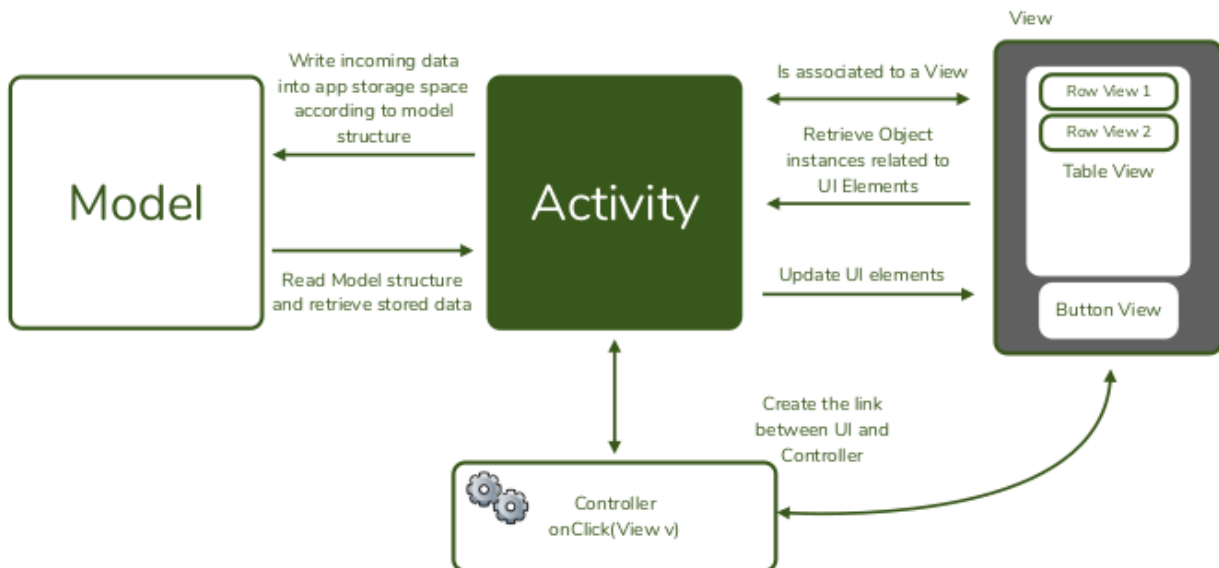 View
Write incoming data
into app storage space
according to model
structure
Model
Read Model structure
and retrieve stored data
Activity
Is associated to a View
Retrieve Object
instances related to
UI Elements
Update UI elements
Row View 1
Row View 2
Table View
Button View
Create the link
between UI and
Controller
Controller
onClick(View v)